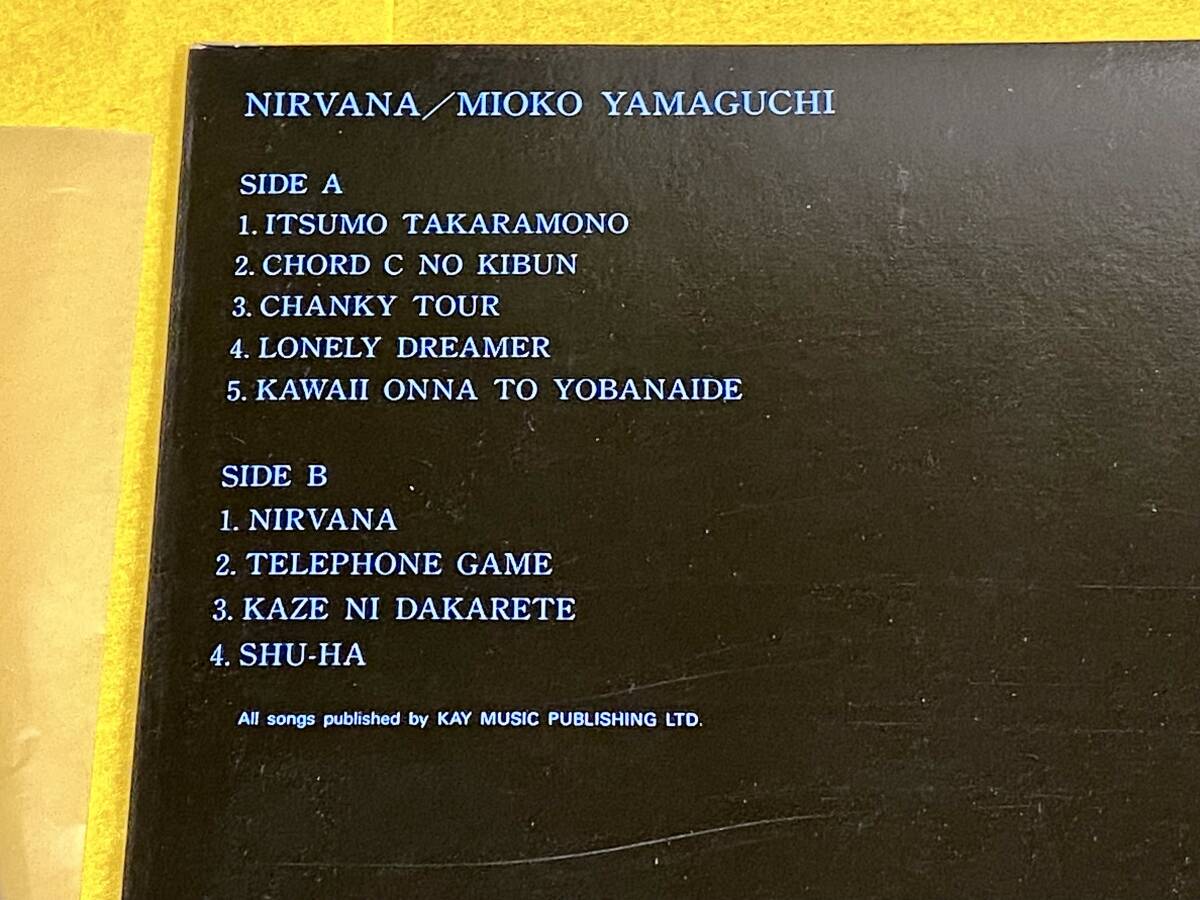 NIRVANA／MIOKO YAMAGUCHI
SIDE A
1. ITSUMO TAKARAMONO
2. CHORD C NO KIBUN
3. CHANKY TOUR
4. LONELY DREAMER
5. KAWAII ONNA TO YOBANAIDE
SIDE B
1. NIRVANA
2. TELEPHONE GAME
3. KAZE NI DAKARETE
4. SHU-HA
All songs published by KAY MUSIC PUBLISHING LTD.